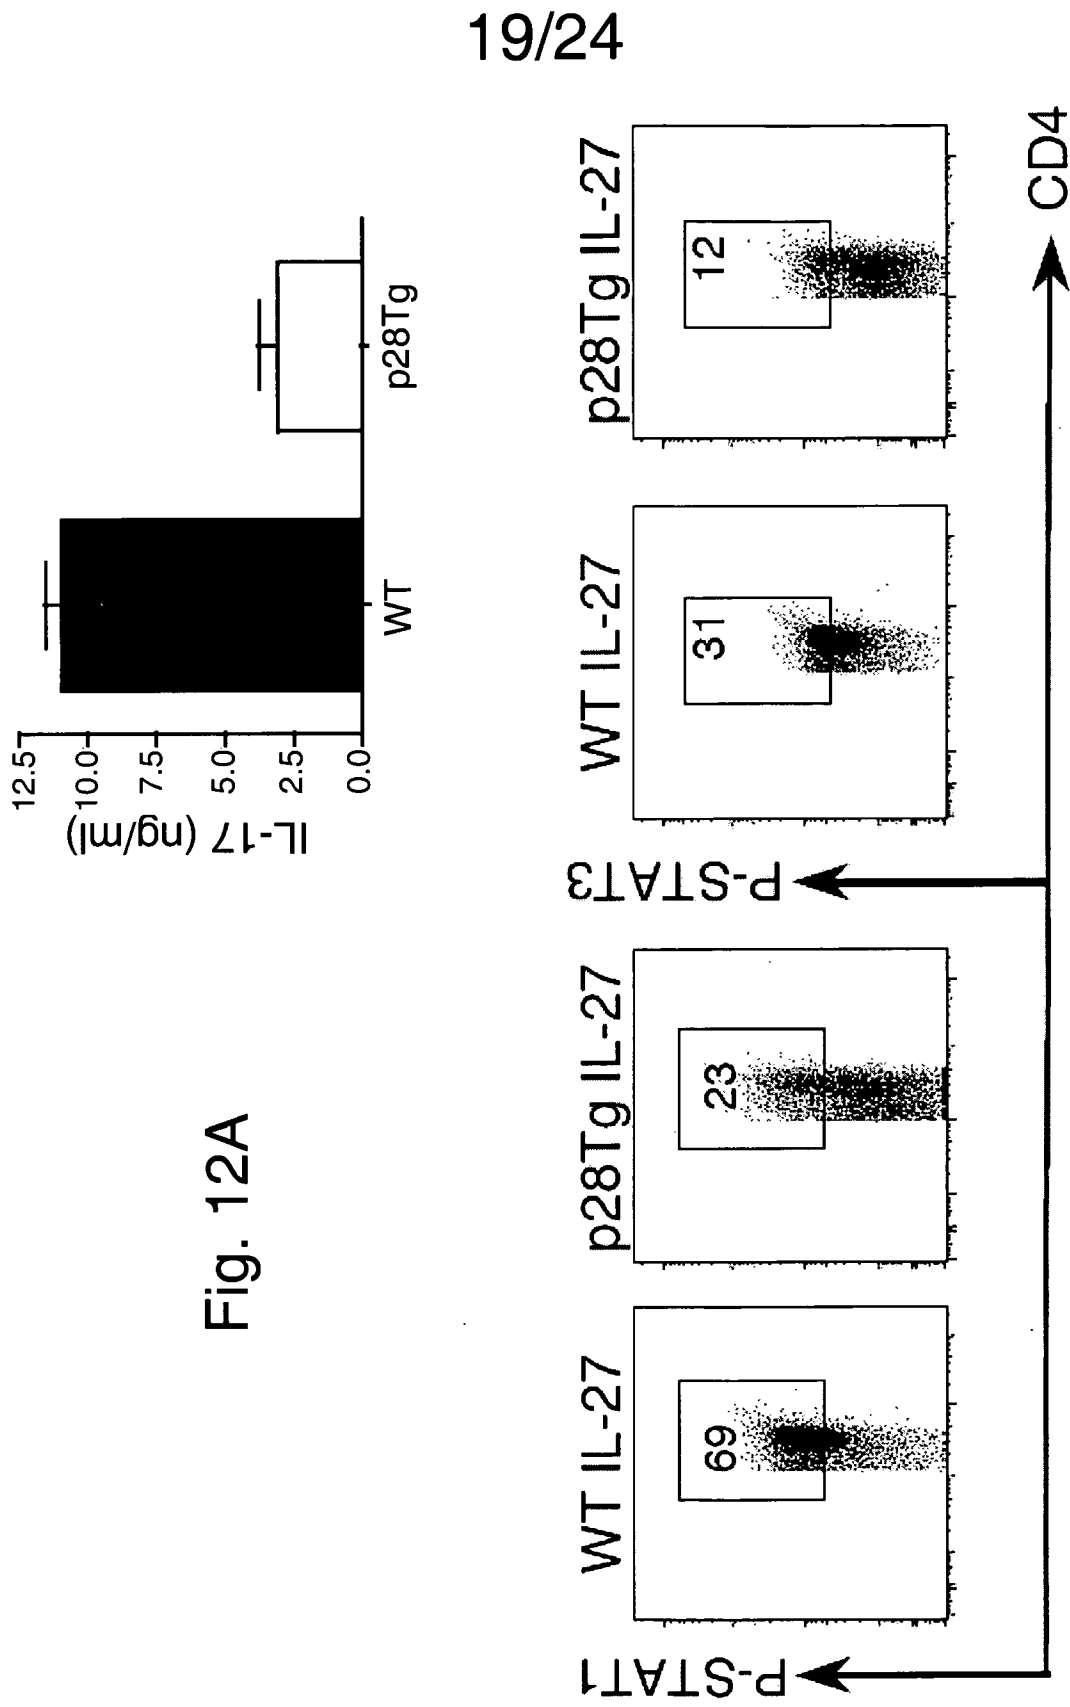 19/24
Fig. 12A
IL-17 (ng/ml)
12.5
10.0
7.5
5.0
2.5
0.0
WT
p28Tg
WT IL-27
p28Tg IL-27
WT IL-27
p28Tg IL-27
69
23
31
12
P-STAT1
P-STAT3
CD4